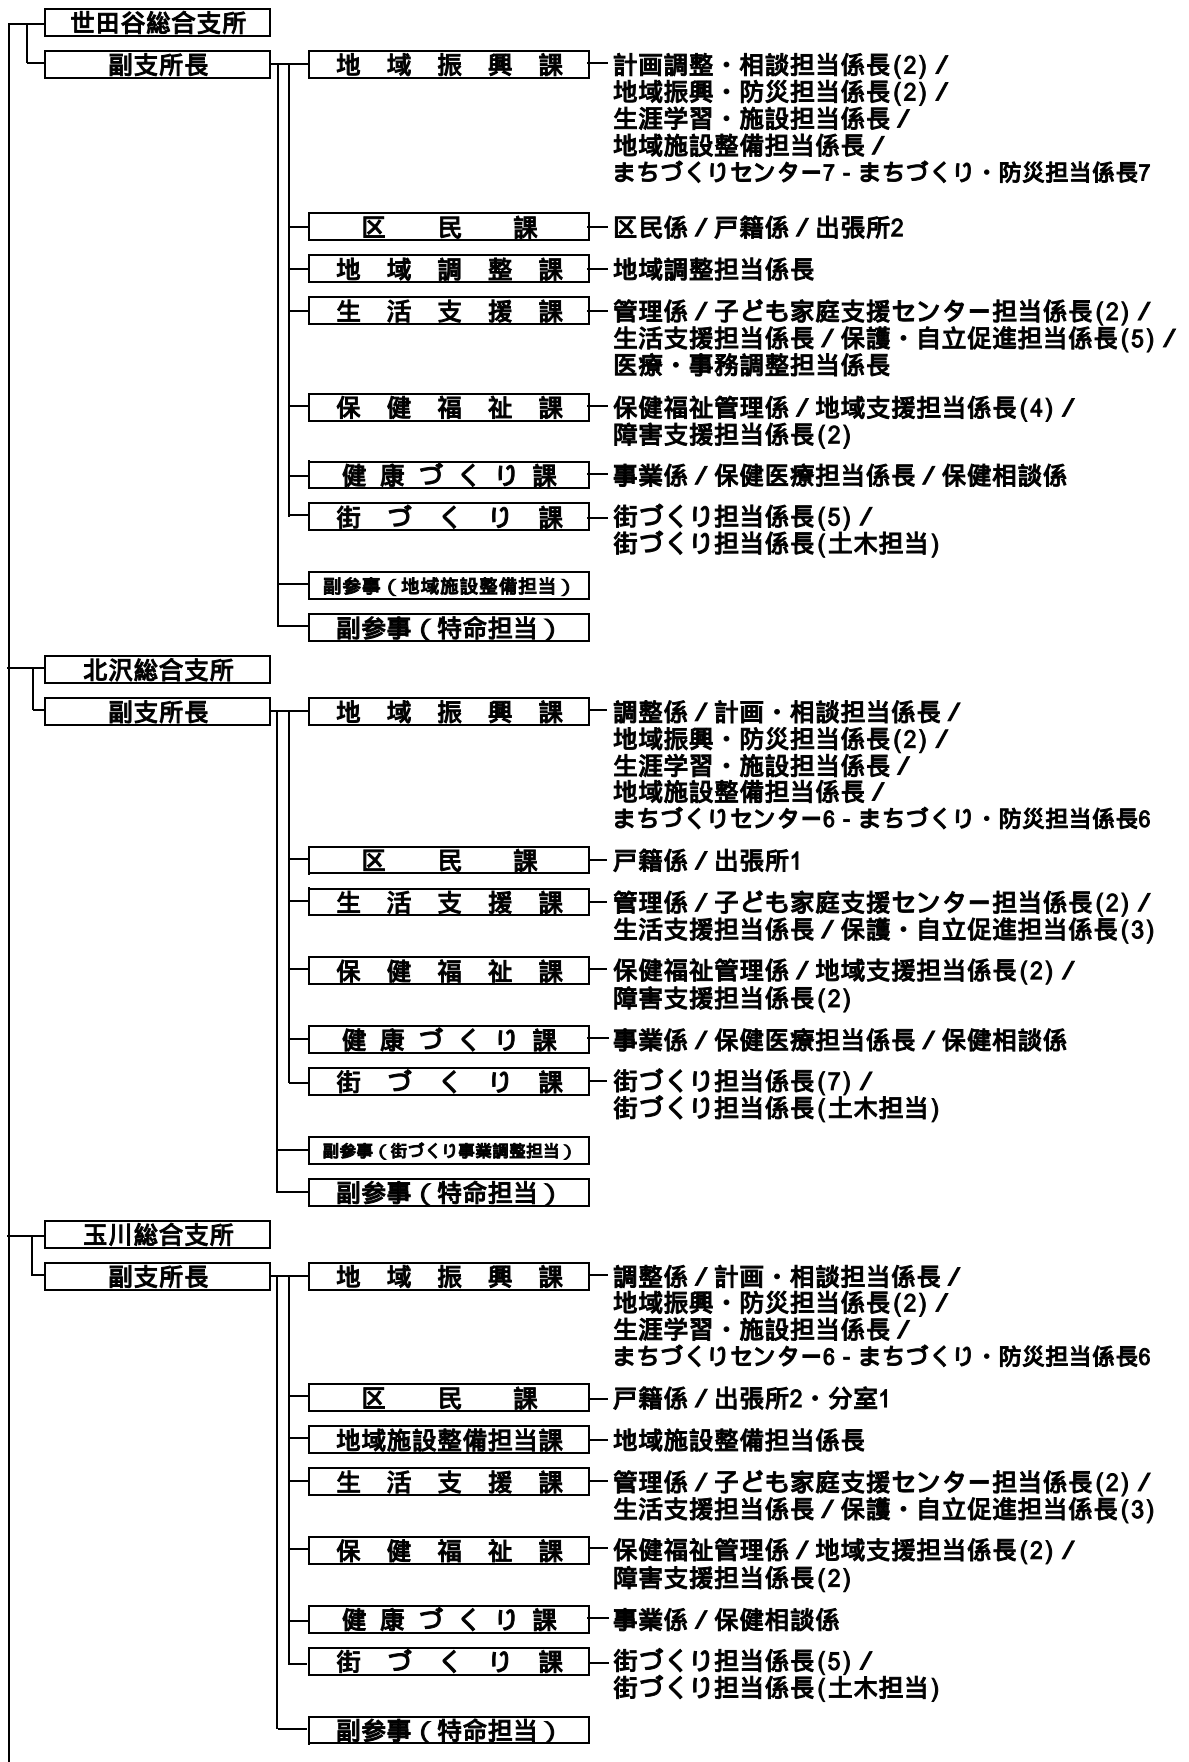 世田谷総合支所
副支所長
地域振興課
計画調整・相談担当係長(2)/
地域振興・防災担当係長(2)/
生涯学習・施設担当係長/
地域施設整備担当係長/
まちづくりセンター7-まちづくり・防災担当係長7
区民課
区民係/戸籍係/出張所2
地域調整課
地域調整担当係長
生活支援課
管理係/子ども家庭支援センター担当係長(2)/
生活支援担当係長/保護・自立促進担当係長(5)/
医療・事務調整担当係長
保健福祉課
保健福祉管理係/地域支援担当係長(4)/
障害支援担当係長(2)
健康づくり課
事業係/保健医療担当係長/保健相談係
街づくり課
街づくり担当係長(5)/
街づくり担当係長(土木担当)
副参事(地域施設整備担当)
副参事(特命担当)
北沢総合支所
副支所長
地域振興課
調整係/計画・相談担当係長/
地域振興・防災担当係長(2)/
生涯学習・施設担当係長/
地域施設整備担当係長/
まちづくりセンター6-まちづくり・防災担当係長6
区民課
戸籍係/出張所1
生活支援課
管理係/子ども家庭支援センター担当係長(2)/
生活支援担当係長/保護・自立促進担当係長(3)
保健福祉課
保健福祉管理係/地域支援担当係長(2)/
障害支援担当係長(2)
健康づくり課
事業係/保健医療担当係長/保健相談係
街づくり課
街づくり担当係長(7)/
街づくり担当係長(土木担当)
副参事(街づくり事業調整担当)
副参事(特命担当)
玉川総合支所
副支所長
地域振興課
調整係/計画・相談担当係長/
地域振興・防災担当係長(2)/
生涯学習・施設担当係長/
まちづくりセンター6-まちづくり・防災担当係長6
区民課
戸籍係/出張所2・分室1
地域施設整備担当課
地域施設整備担当係長
生活支援課
管理係/子ども家庭支援センター担当係長(2)/
生活支援担当係長/保護・自立促進担当係長(3)
保健福祉課
保健福祉管理係/地域支援担当係長(2)/
障害支援担当係長(2)
健康づくり課
事業係/保健相談係
街づくり課
街づくり担当係長(5)/
街づくり担当係長(土木担当)
副参事(特命担当)